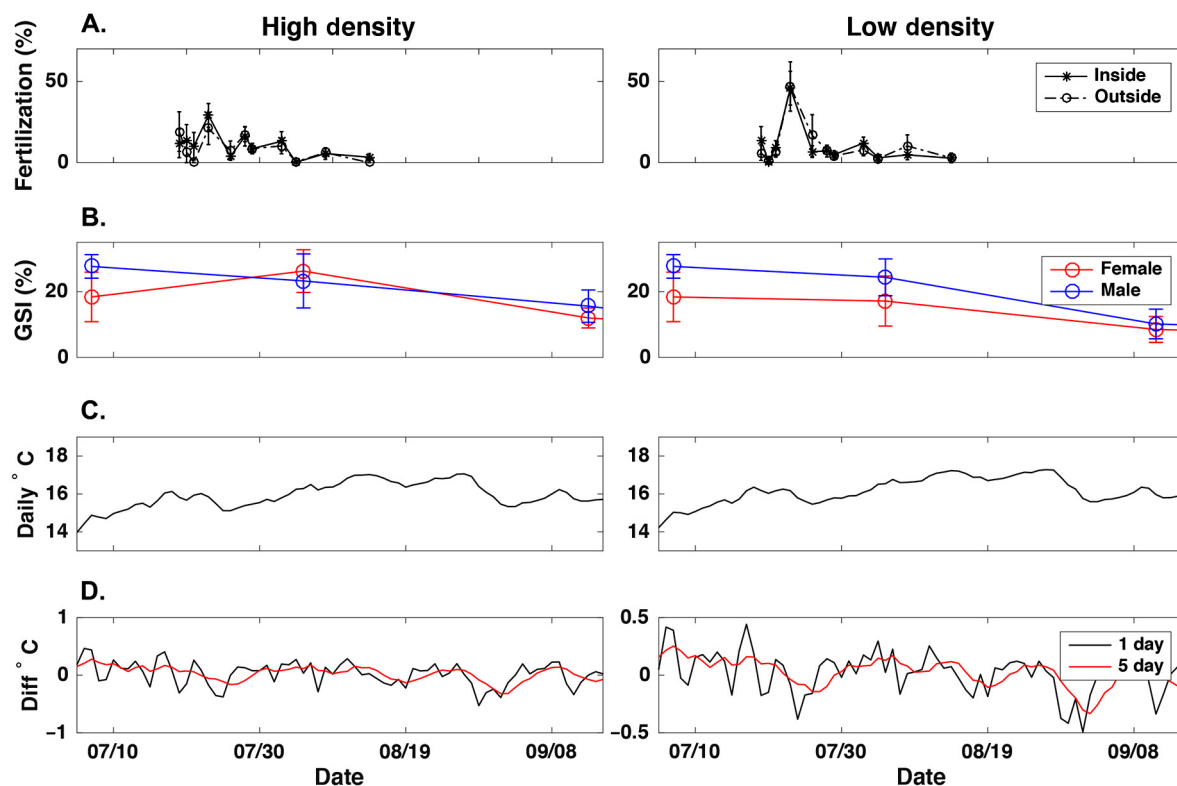 A.
High density
Low density
Fertilization (%)
50
0
50
0
Inside
Outside
B.
GSI (%)
20
0
20
0
Female
Male
C.
Daily ° C
18
16
14
18
16
14
D.
Diff ° C
1
0
−1
0.5
0
−0.5
1 day
5 day
07/10 07/30 08/19 09/08
Date
07/10 07/30 08/19 09/08
Date